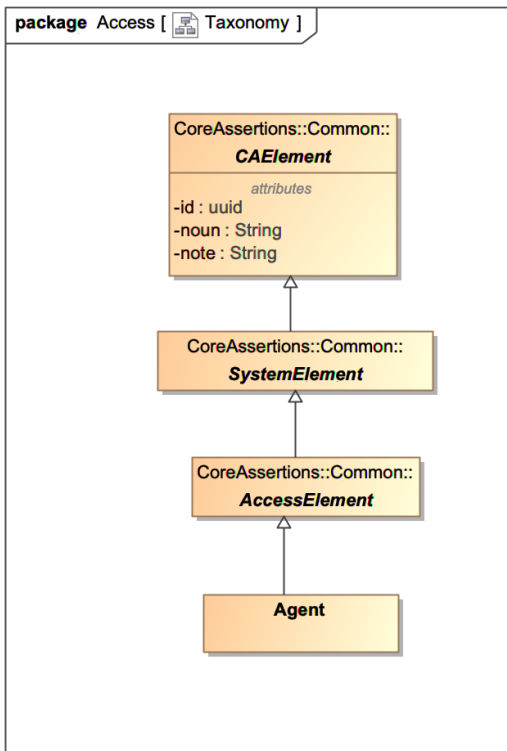 package Access [ Taxonomy ]
CoreAssertions::Common::
CAElement
attributes
-id : uuid
-noun : String
-note : String
CoreAssertions::Common::
SystemElement
CoreAssertions::Common::
AccessElement
Agent